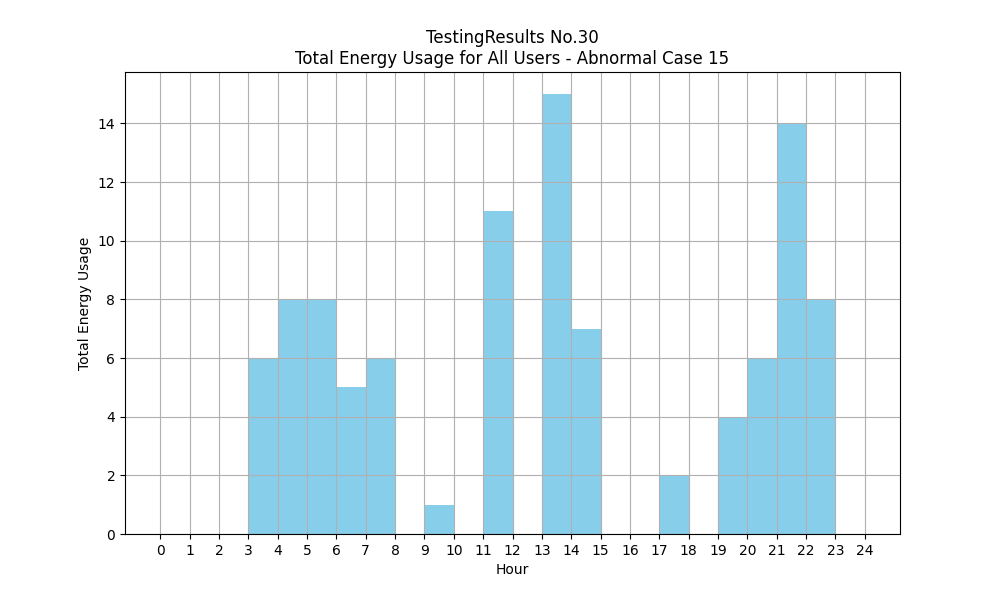 TestingResults No.30
Total Energy Usage for All Users - Abnormal Case 15
Total Energy Usage
14
12
10
8
6
4
2
0
0 1 2 3 4 5 6 7 8 9 10 11 12 13 14 15 16 17 18 19 20 21 22 23 24
Hour